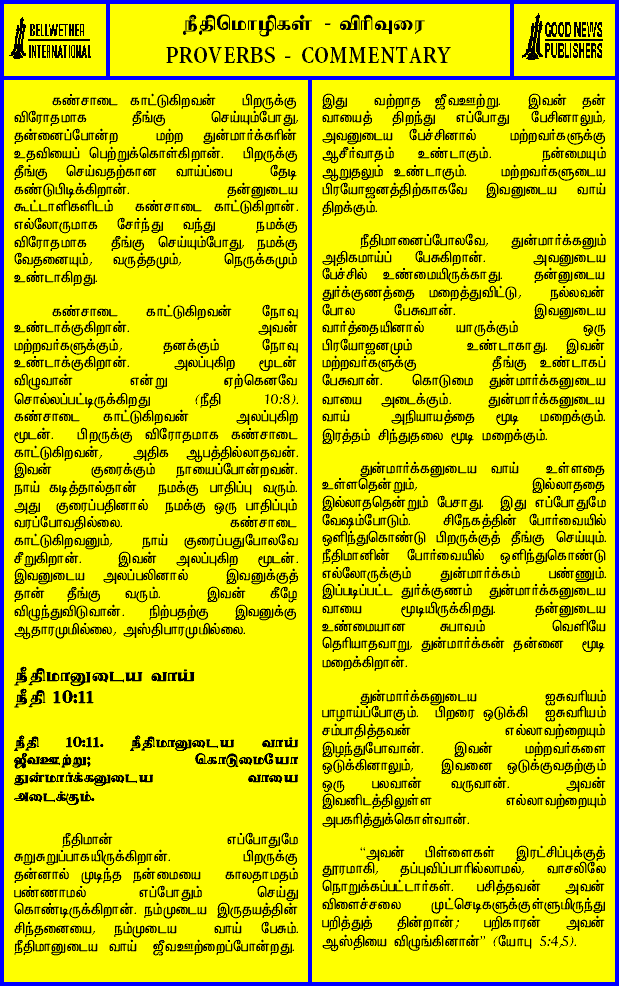 BELLWETHER
INTERNATIONAL
நீதிமொழிகள் - விரிவுரை
PROVERBS - COMMENTARY
GOOD NEWS
PUBLISHERS
கண்சாடை காட்டுகிறவன் பிறருக்கு
விரோதமாக தீங்கு செய்யும்போது,
தன்னைப்போன்ற மற்ற துன்மார்க்கரின்
உதவியைப் பெற்றுக்கொள்கிறான். பிறருக்கு
தீங்கு செய்வதற்கான வாய்ப்பை தேடி
கண்டுபிடிக்கிறான். தன்னுடைய
கூட்டாளிகளிடம் கண்சாடை காட்டுகிறான்.
எல்லோருமாக சேர்ந்து வந்து நமக்கு
விரோதமாக தீங்கு செய்யும்போது, நமக்கு
வேதனையும், வருத்தமும், நெருக்கமும்
உண்டாகிறது.
கண்சாடை காட்டுகிறவன் நோவு
உண்டாக்குகிறான். அவன்
மற்றவர்களுக்கும், தனக்கும் நோவு
உண்டாக்குகிறான். அலப்புகிற மூடன்
விழுவான் என்று ஏற்கெனவே
சொல்லப்பட்டிருக்கிறது (நீதி 10:8).
கண்சாடை காட்டுகிறவன் அலப்புகிற
மூடன். பிறருக்கு விரோதமாக கண்சாடை
காட்டுகிறவன், அதிக ஆபத்தில்லாதவன்.
இவன் குரைக்கும் நாயைப்போன்றவன்.
நாய் கடித்தால்தான் நமக்கு பாதிப்பு வரும்.
அது குரைப்பதினால் நமக்கு ஒரு பாதிப்பும்
வரப்போவதில்லை. கண்சாடை
காட்டுகிறவனும், நாய் குரைப்பதுபோலவே
சீறுகிறான். இவன் அலப்புகிற மூடன்.
இவனுடைய அலப்பலினால் இவனுக்குத்
தான் தீங்கு வரும். இவன் கீழே
விழுந்துவிடுவான். நிற்பதற்கு இவனுக்கு
ஆதாரமுமில்லை, அஸ்திபாரமுமில்லை.
நீதிமானுடைய வாய்
நீதி 10:11
நீதி 10:11. நீதிமானுடைய வாய்
ஜீவஊற்று; கொடுமையோ
துன்மார்க்கனுடைய வாயை
அடைக்கும்.
நீதிமான் எப்போதுமே
சுறுசுறுப்பாகயிருக்கிறான். பிறருக்கு
தன்னால் முடிந்த நன்மையை காலதாமதம்
பண்ணாமல் எப்போதும் செய்து
கொண்டிருக்கிறான். நம்முடைய இருதயத்தின்
சிந்தனையை, நம்முடைய வாய் பேசும்.
நீதிமானுடைய வாய் ஜீவஊற்றைப்போன்றது.
இது வற்றாத ஜீவஊற்று. இவன் தன்
வாயைத் திறந்து எப்போது பேசினாலும்,
அவனுடைய பேச்சினால் மற்றவர்களுக்கு
ஆசீர்வாதம் உண்டாகும். நன்மையும்
ஆறுதலும் உண்டாகும். மற்றவர்களுடைய
பிரயோஜனத்திற்காகவே இவனுடைய வாய்
திறக்கும்.
நீதிமானைப்போலவே, துன்மார்க்கனும்
அதிகமாய்ப் பேசுகிறான். அவனுடைய
பேச்சில் உண்மையிருக்காது. தன்னுடைய
துர்க்குணத்தை மறைத்துவிட்டு, நல்லவன்
போல பேசுவான். இவனுடைய
வார்த்தையினால் யாருக்கும் ஒரு
பிரயோஜனமும் உண்டாகாது. இவன்
மற்றவர்களுக்கு தீங்கு உண்டாகப்
பேசுவான். கொடுமை துன்மார்க்கனுடைய
வாயை அடைக்கும். துன்மார்க்கனுடைய
வாய் அநியாயத்தை மூடி மறைக்கும்.
இரத்தம் சிந்துதலை மூடி மறைக்கும்.
துன்மார்க்கனுடைய வாய் உள்ளதை
உள்ளதென்றும், இல்லாததை
இல்லாததென்றும் பேசாது. இது எப்போதுமே
வேஷம்போடும். சிநேகத்தின் போர்வையில்
ஒளிந்துகொண்டு பிறருக்குத் தீங்கு செய்யும்.
நீதிமானின் போர்வையில் ஒளிந்துகொண்டு
எல்லோருக்கும் துன்மார்க்கம் பண்ணும்.
இப்படிப்பட்ட துர்க்குணம் துன்மார்க்கனுடைய
வாயை மூடியிருக்கிறது. தன்னுடைய
உண்மையான சுபாவம் வெளியே
தெரியாதவாறு, துன்மார்க்கன் தன்னை மூடி
மறைக்கிறான்.
துன்மார்க்கனுடைய ஐசுவரியம்
பாழாய்ப்போகும். பிறரை ஒடுக்கி ஐசுவரியம்
சம்பாதித்தவன் எல்லாவற்றையும்
இழந்துபோவான். இவன் மற்றவர்களை
ஒடுக்கினாலும், இவனை ஒடுக்குவதற்கும்
ஒரு பலவான் வருவான். அவன்
இவனிடத்திலுள்ள எல்லாவற்றையும்
அபகரித்துக்கொள்வான்.
“அவன் பிள்ளைகள் இரட்சிப்புக்குத்
தூரமாகி, தப்புவிப்பாரில்லாமல், வாசலிலே
நொறுக்கப்பட்டார்கள். பசித்தவன் அவன்
விளைச்சலை முட்செடிகளுக்குள்ளுமிருந்து
பறித்துத் தின்றான்; பறிகாரன் அவன்
ஆஸ்தியை விழுங்கினான்” (யோபு 5:4,5).